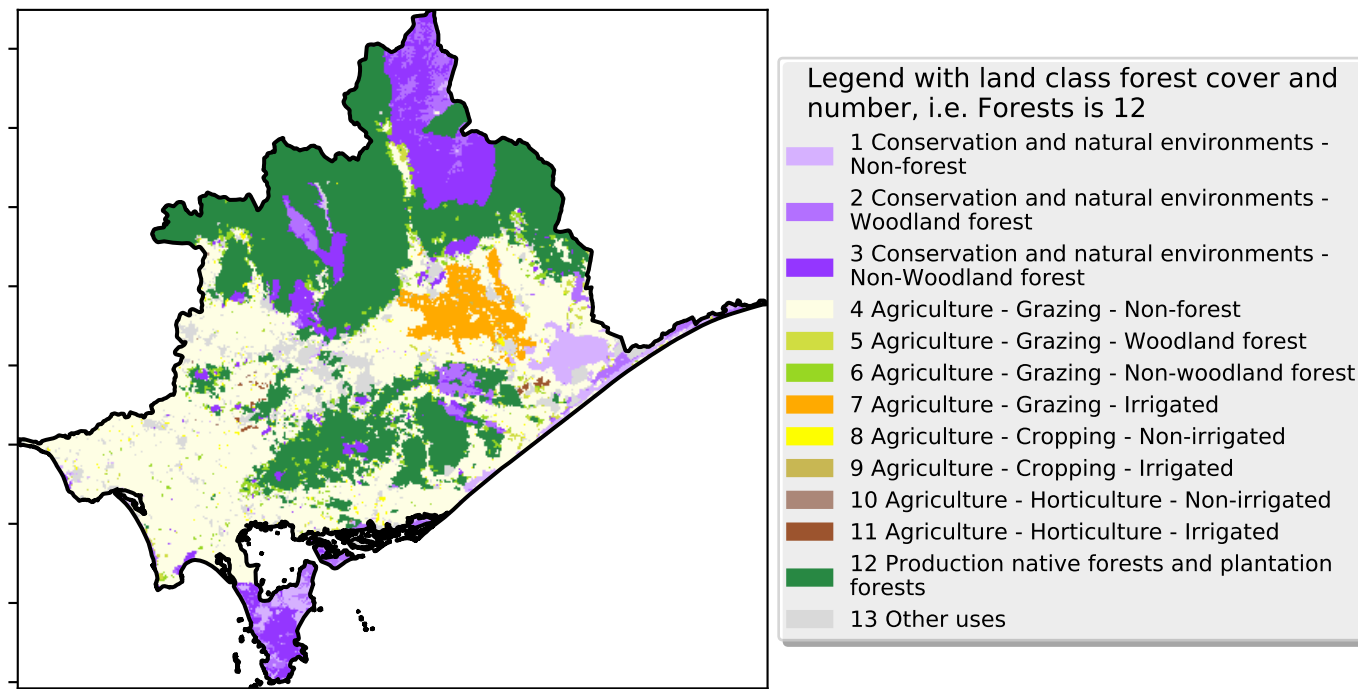 Legend with land class forest cover and
number, i.e. Forests is 12
1 Conservation and natural environments -
Non-forest
2 Conservation and natural environments -
Woodland forest
3 Conservation and natural environments -
Non-Woodland forest
4 Agriculture - Grazing - Non-forest
5 Agriculture - Grazing - Woodland forest
6 Agriculture - Grazing - Non-woodland forest
7 Agriculture - Grazing - Irrigated
8 Agriculture - Cropping - Non-irrigated
9 Agriculture - Cropping - Irrigated
10 Agriculture - Horticulture - Non-irrigated
11 Agriculture - Horticulture - Irrigated
12 Production native forests and plantation
forests
13 Other uses